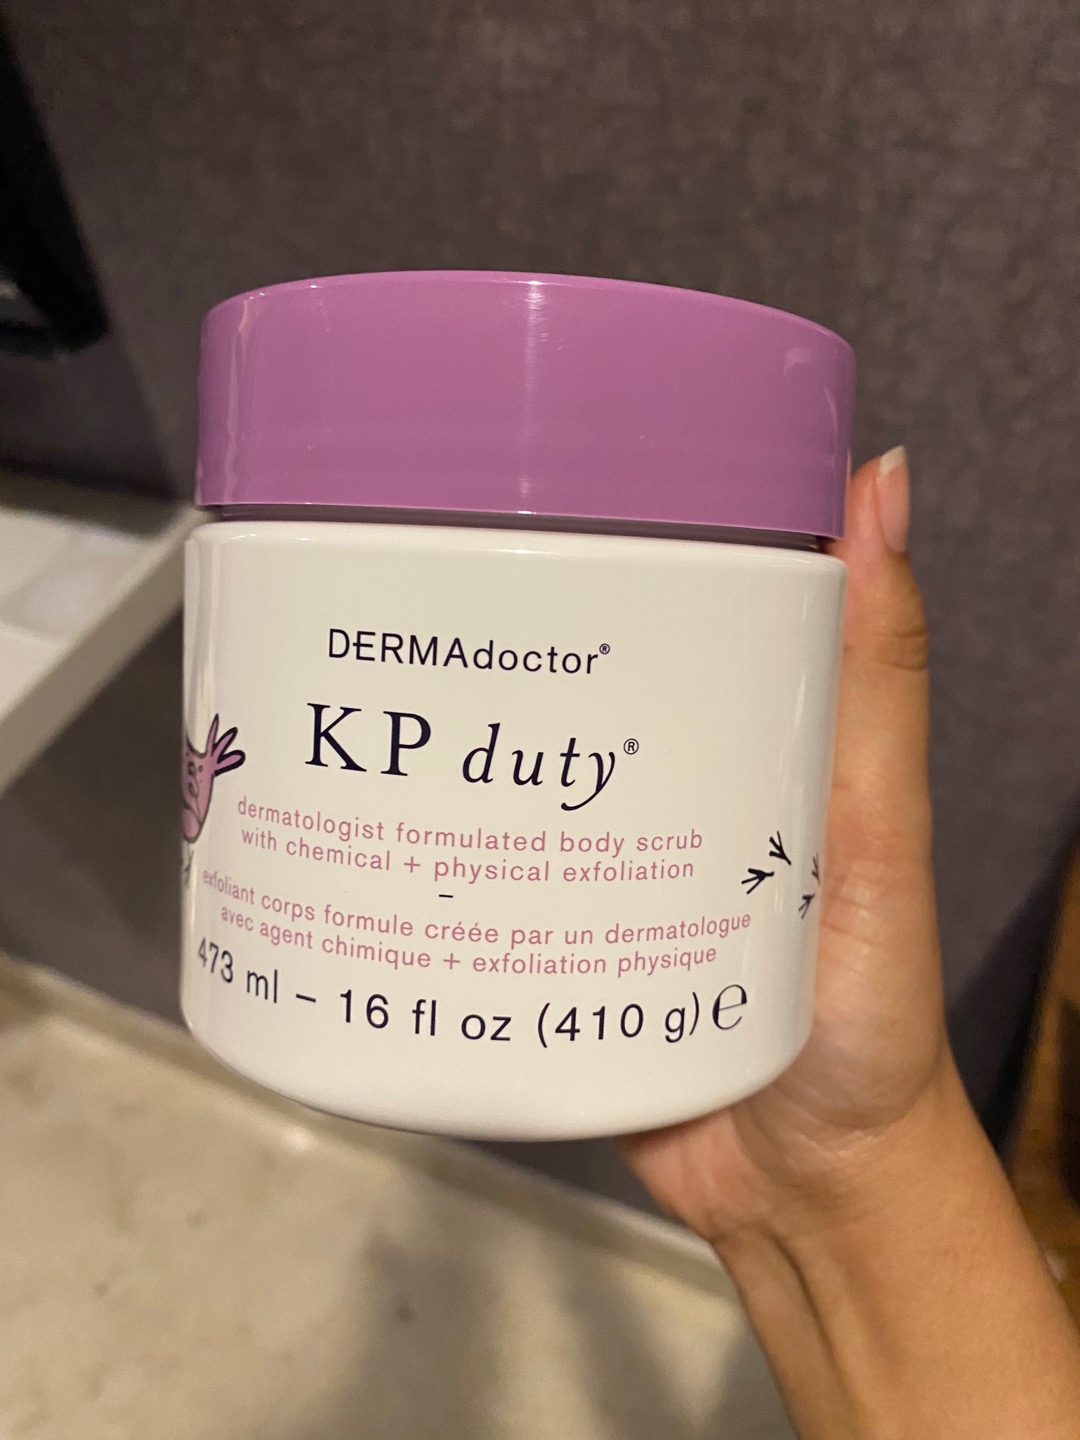 DERMAdoctor®
KP duty®
dermatologist formulated body scrub
with chemical + physical exfoliation
–
exfoliant corps formule créée par un dermatologue
avec agent chimique + exfoliation physique
473 ml – 16 fl oz (410 g) ℮